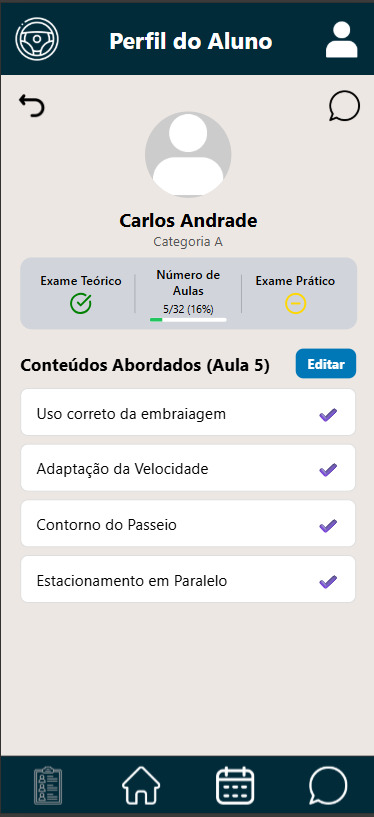 Perfil do Aluno
Carlos Andrade
Categoria A
Exame Teórico
Número de
Aulas
5/32 (16%)
Exame Prático
Conteúdos Abordados (Aula 5)
Editar
Uso correto da embraiagem
Adaptação da Velocidade
Contorno do Passeio
Estacionamento em Paralelo